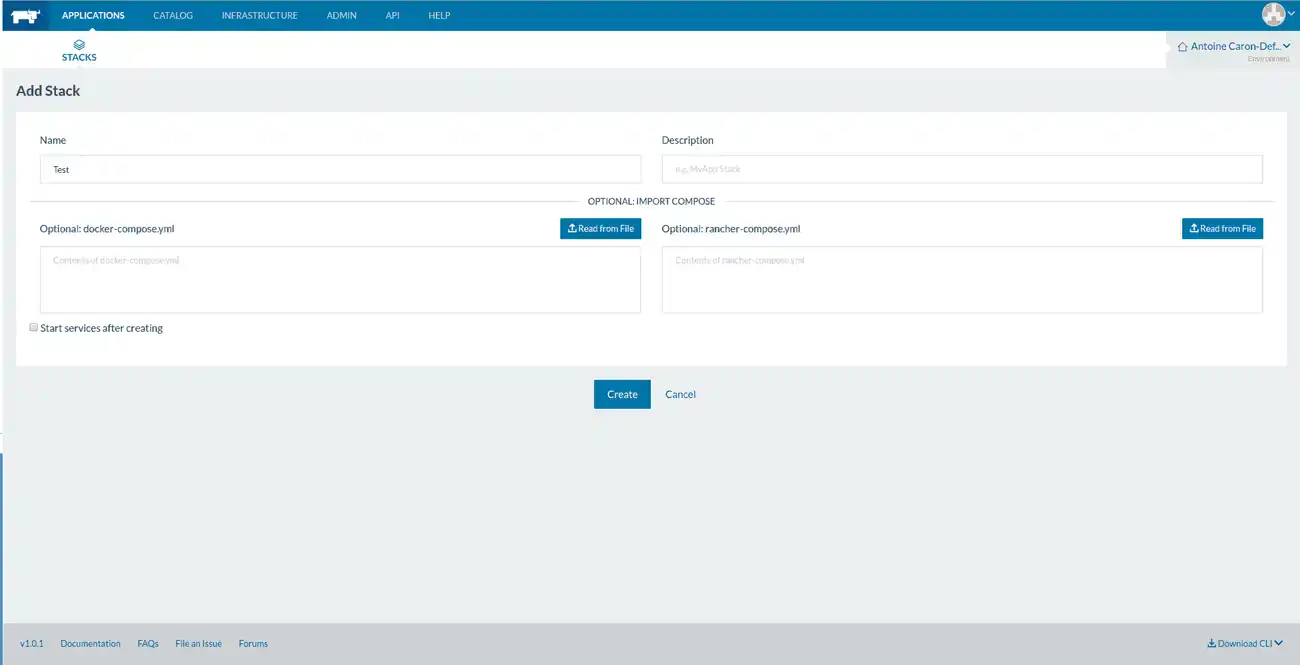 APPLICATIONS CATALOG INFRASTRUCTURE ADMIN API HELP
STACKS
Antoine Caron-Def...
Environment
Add Stack
Name Description
Test e.g. MyApp Stack
OPTIONAL: IMPORT COMPOSE
Optional: docker-compose.yml Read from File Optional: rancher-compose.yml Read from File
Contents of docker-compose.yml Contents of rancher-compose.yml
Start services after creating
Create Cancel
v1.0.1 Documentation FAQs File an Issue Forums Download CLI